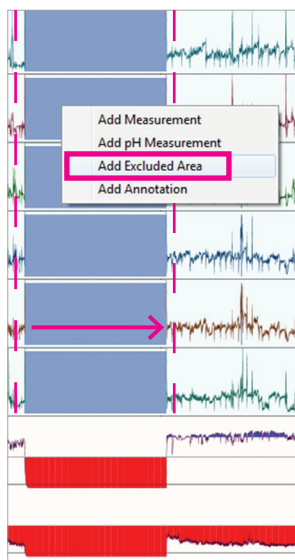 Add Measurement
Add pH Measurement
Add Excluded Area
Add Annotation